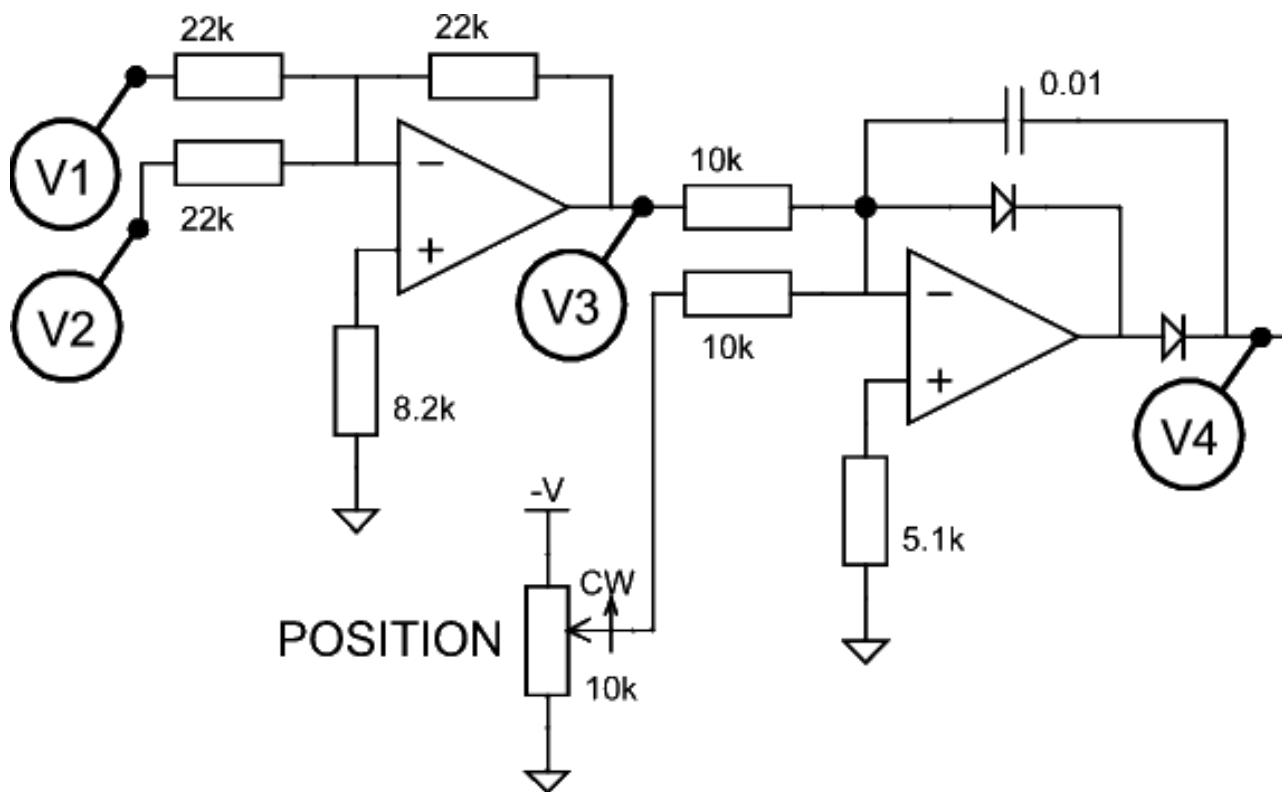 22k
22k
0.01
V1
10k
−
22k
V2
+
V3
10k
−
8.2k
+
V4
-V
5.1k
CW
POSITION
10k